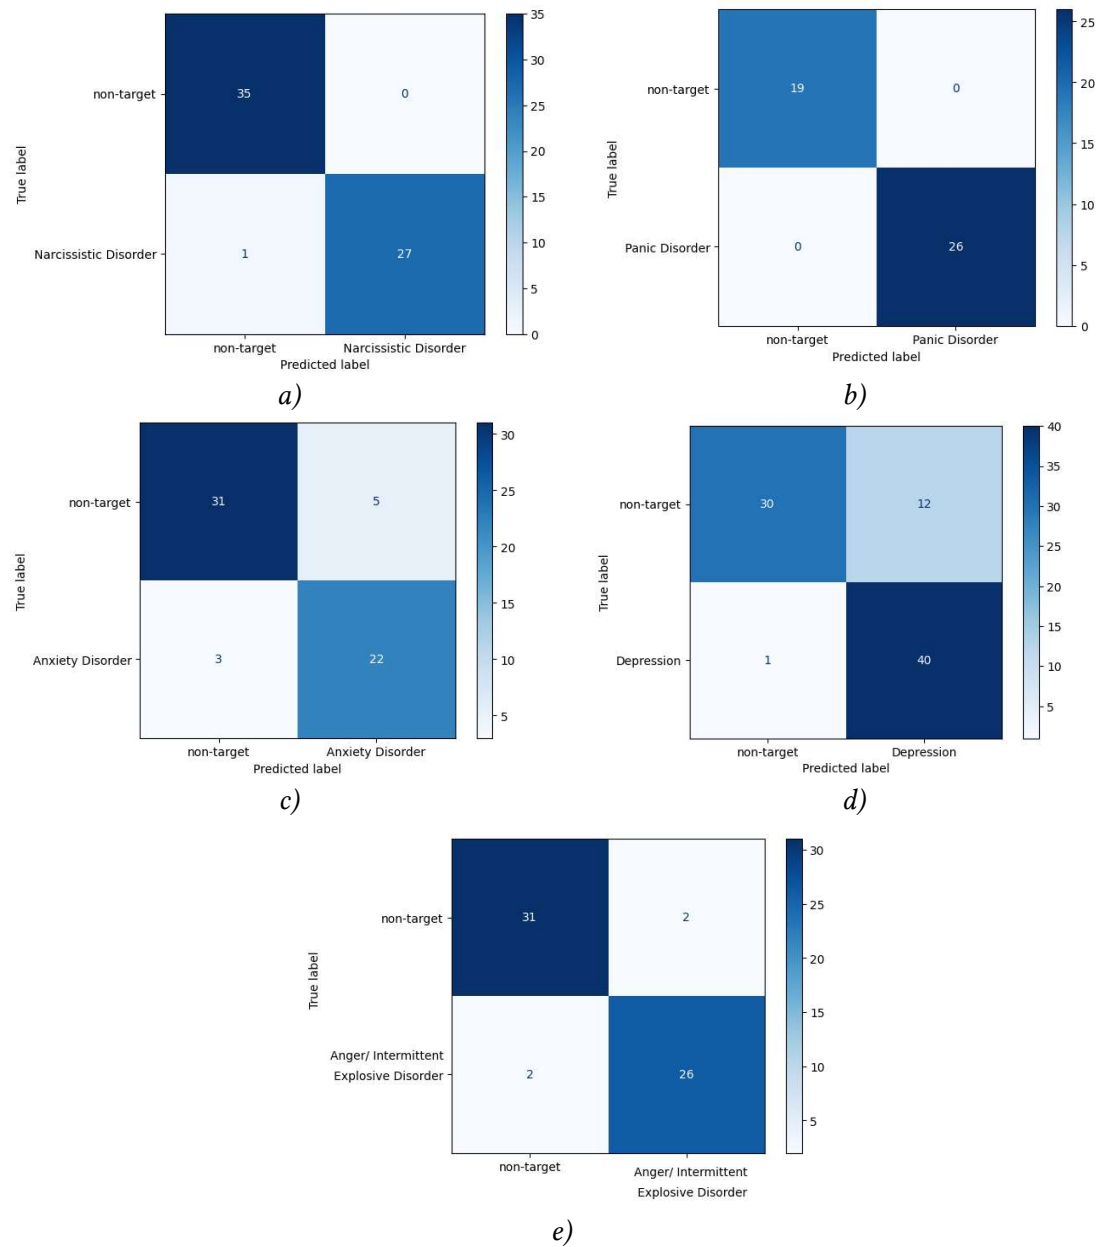 35
non-target
35
0
30
25
20
True label
15
10
Narcissistic Disorder
1
27
5
0
non-target
Narcissistic Disorder
Predicted label
a)
25
non-target
19
0
20
15
True label
10
Panic Disorder
0
26
5
0
non-target
Panic Disorder
Predicted label
b)
30
non-target
31
5
25
20
True label
15
Anxiety Disorder
3
22
10
5
non-target
Anxiety Disorder
Predicted label
c)
40
35
non-target
30
12
30
25
True label
20
15
Depression
1
40
10
5
non-target
Depression
Predicted label
d)
30
non-target
31
2
25
20
True label
15
Anger/ Intermittent
Explosive Disorder
2
26
10
5
non-target
Anger/ Intermittent
Explosive Disorder
e)